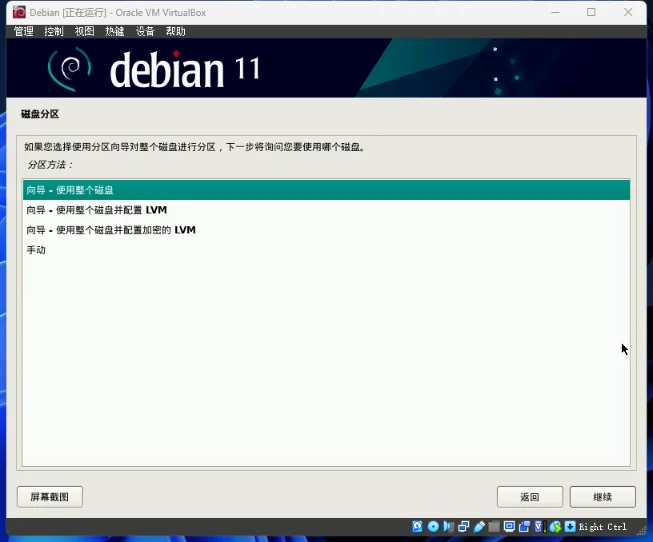 Debian [正在运行] - Oracle VM VirtualBox
管理 控制 视图 热键 设备 帮助
debian 11
磁盘分区
如果您选择使用分区向导对整个磁盘进行分区，下一步将询问您要使用哪个磁盘。
分区方法：
向导 - 使用整个磁盘
向导 - 使用整个磁盘并配置 LVM
向导 - 使用整个磁盘并配置加密的 LVM
手动
屏幕截图 返回 继续
Right Ctrl